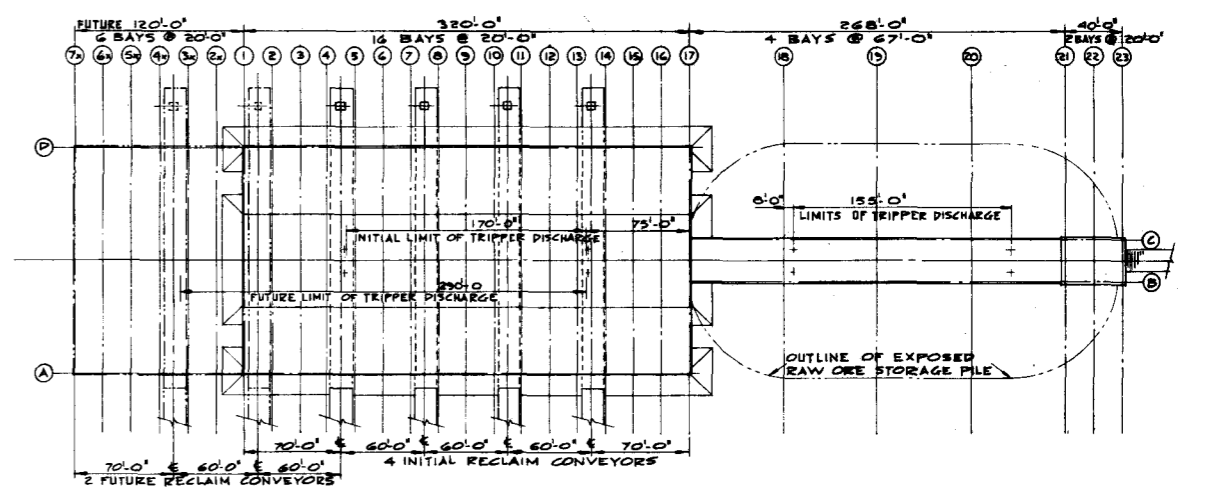 FUTURE 120'-0" 320'-0" 268'-0" 40'-0"
6 BAYS @ 20'-0" 16 BAYS @ 20'-0" 4 BAYS @ 67'-0" 2 BAYS @ 20'-0"
7x 6x 5x 4x 3x 2x 1 2 3 4 5 6 7 8 9 10 11 12 13 14 15 16 17 18 19 20 21 22 23
D
8'-0" 155'-0"
LIMITS OF TRIPPER DISCHARGE
170'-0" 75'-0"
INITIAL LIMIT OF TRIPPER DISCHARGE
C
290'-0
FUTURE LIMIT OF TRIPPER DISCHARGE
B
OUTLINE OF EXPOSED
RAW ORE STORAGE PILE
A
70'-0" ℄ 60'-0" ℄ 60'-0" ℄ 60'-0" ℄ 70'-0"
4 INITIAL RECLAIM CONVEYORS
70'-0" ℄ 60'-0" ℄ 60'-0"
2 FUTURE RECLAIM CONVEYORS